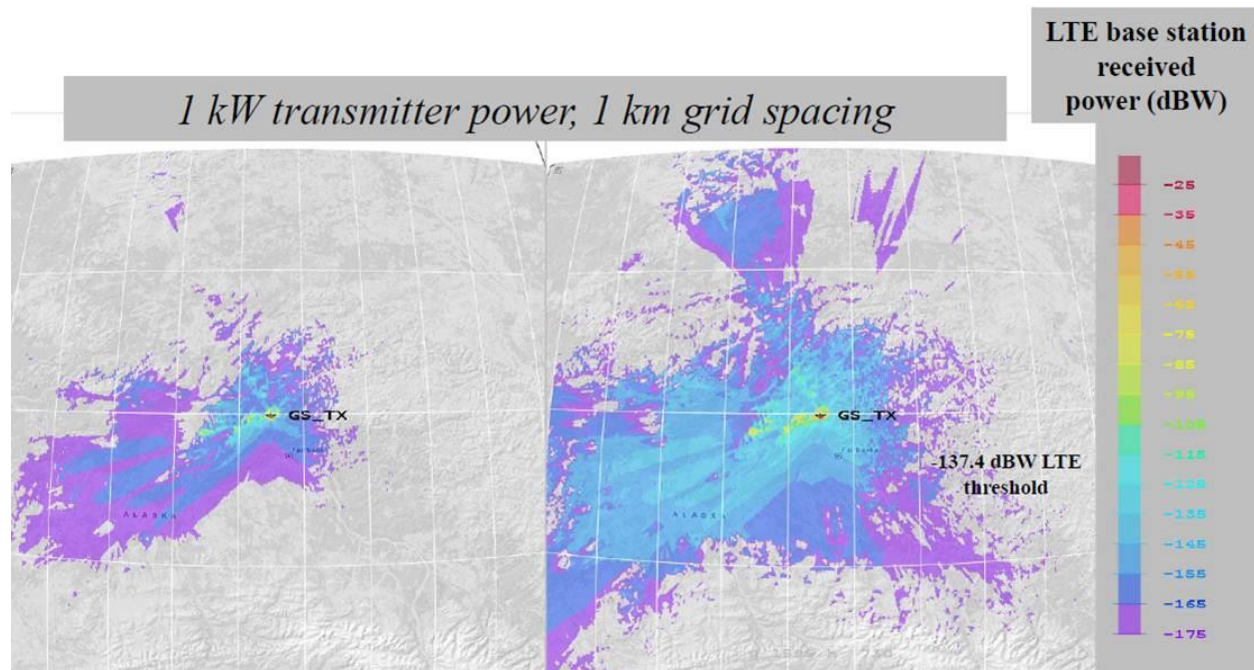 LTE base station
received
power (dBW)
1 kW transmitter power, 1 km grid spacing
-25
-35
-45
-55
-65
-75
-85
-95
-105
-115
-125
-135
-145
-155
-165
-175
GS_TX
ALASKA
GS_TX
-137.4 dBW LTE
threshold
ALASKA